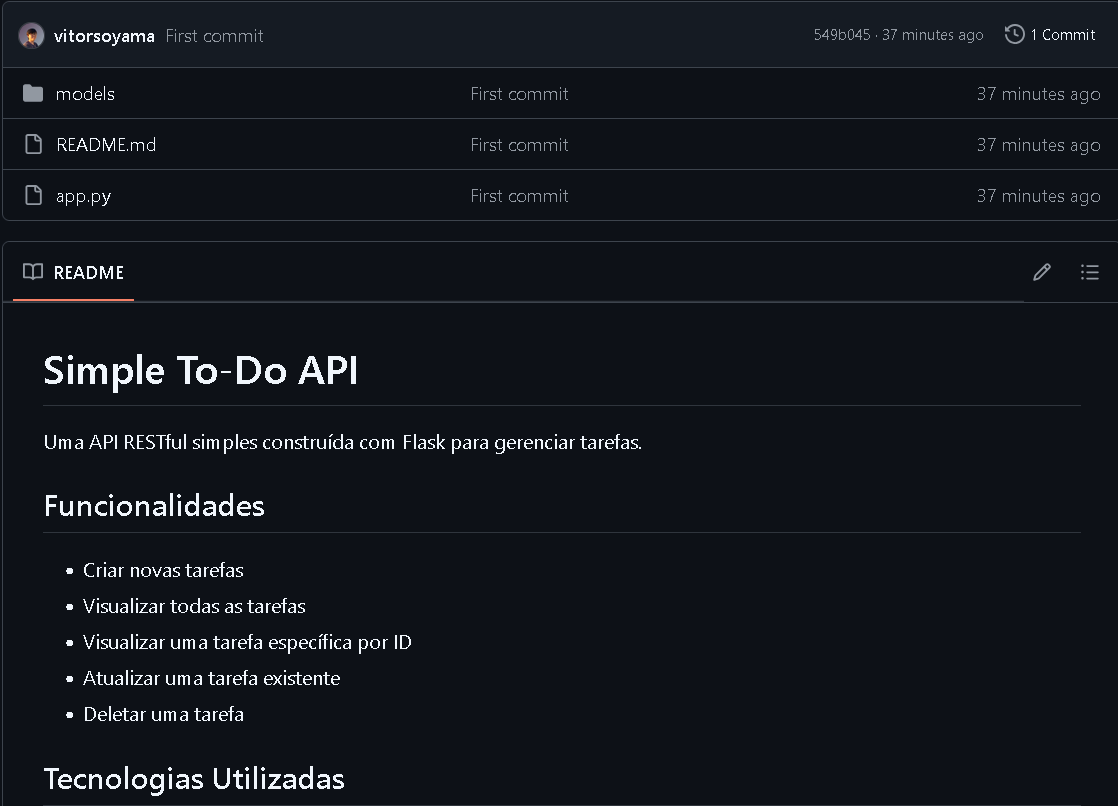 vitorsoyama First commit 549b045 · 37 minutes ago 1 Commit
models First commit 37 minutes ago
README.md First commit 37 minutes ago
app.py First commit 37 minutes ago
README
Simple To-Do API
Uma API RESTful simples construída com Flask para gerenciar tarefas.
Funcionalidades
• Criar novas tarefas
• Visualizar todas as tarefas
• Visualizar uma tarefa específica por ID
• Atualizar uma tarefa existente
• Deletar uma tarefa
Tecnologias Utilizadas